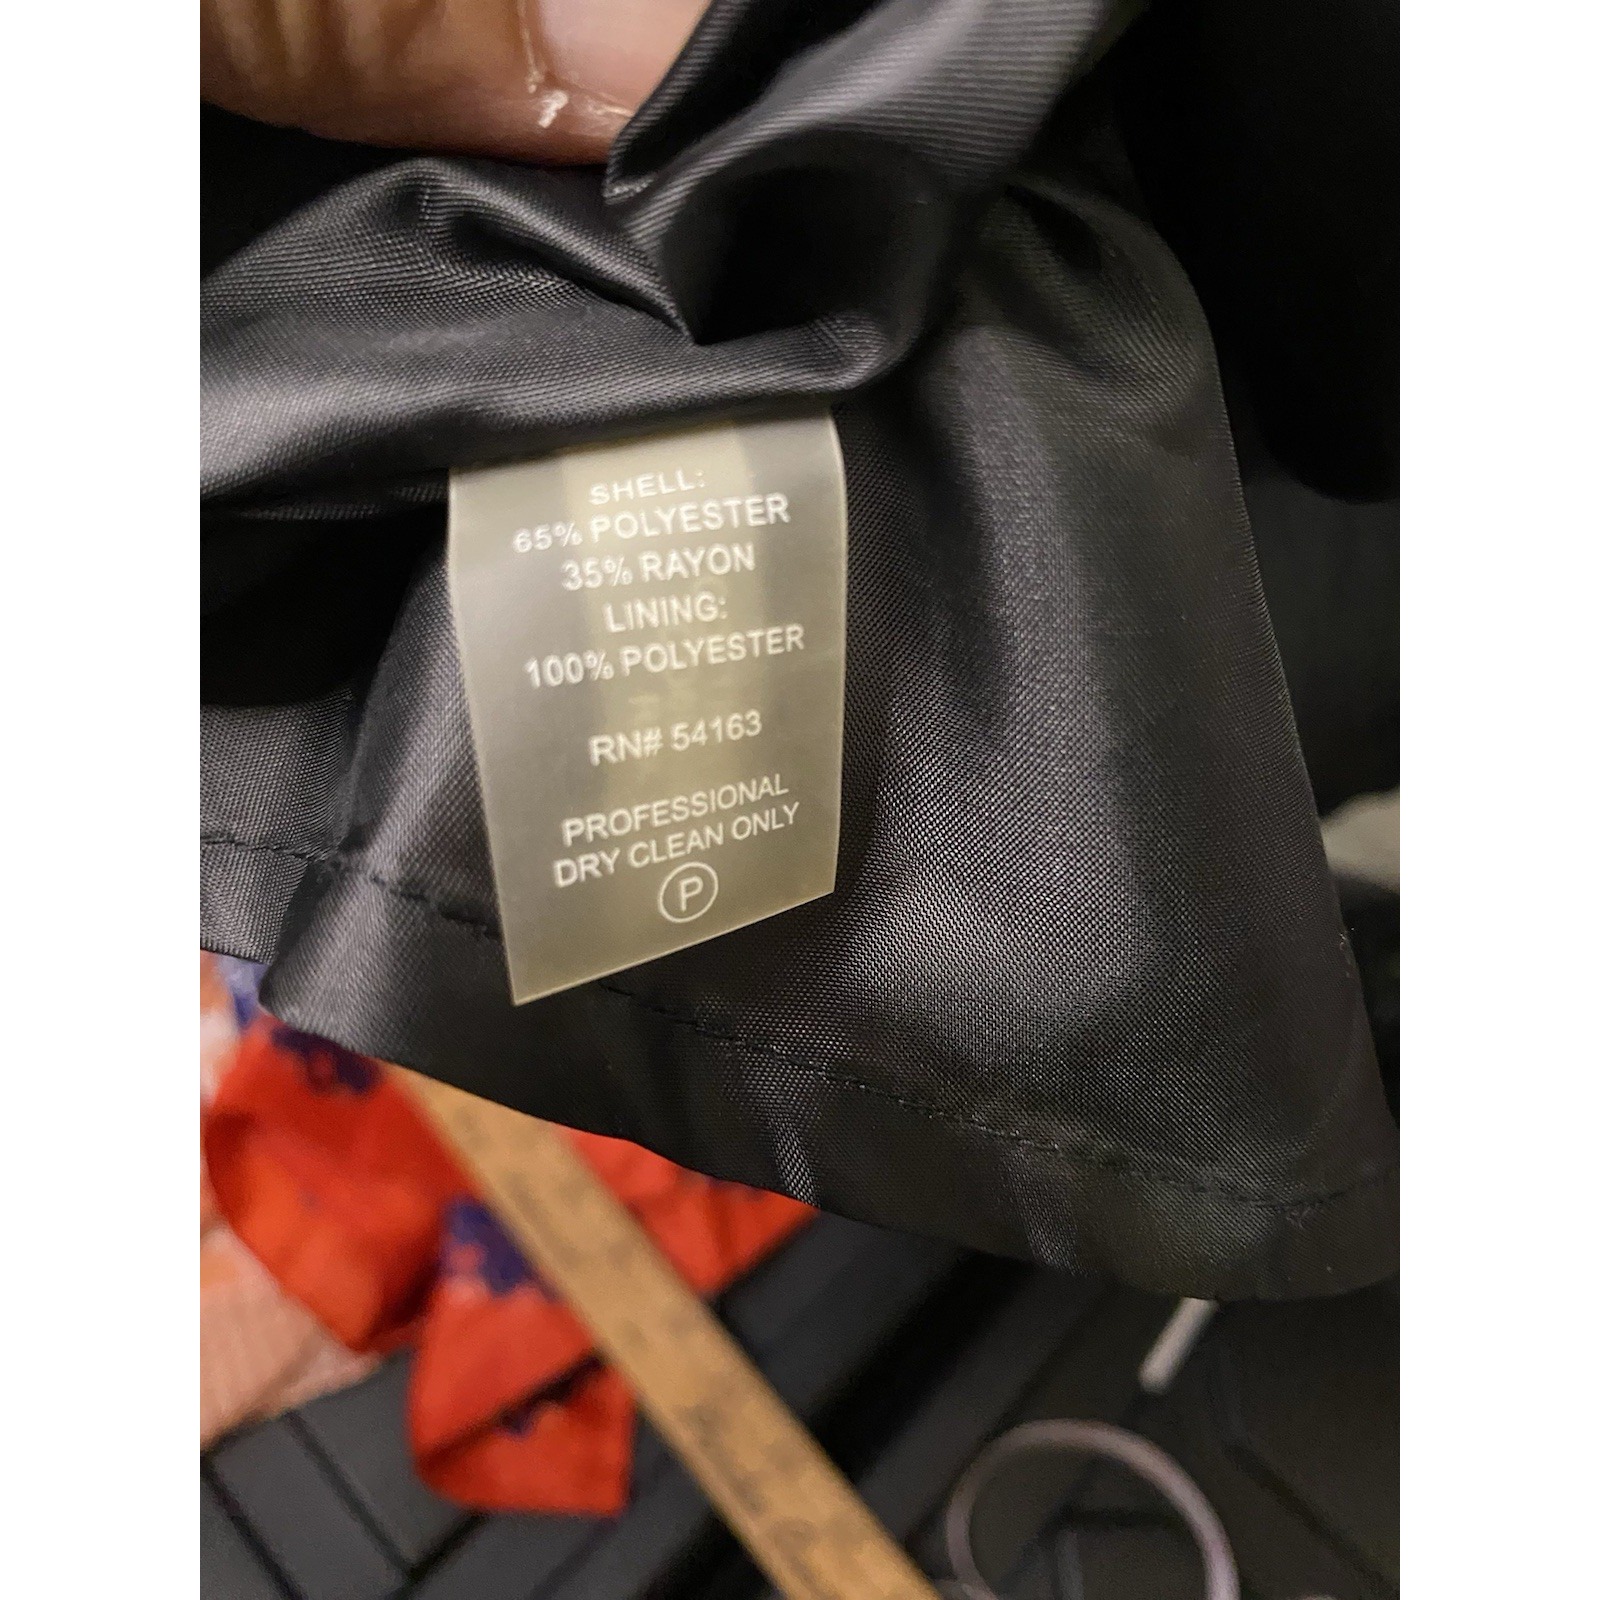 SHELL:
65% POLYESTER
35% RAYON
LINING:
100% POLYESTER
RN# 54163
PROFESSIONAL
DRY CLEAN ONLY
P